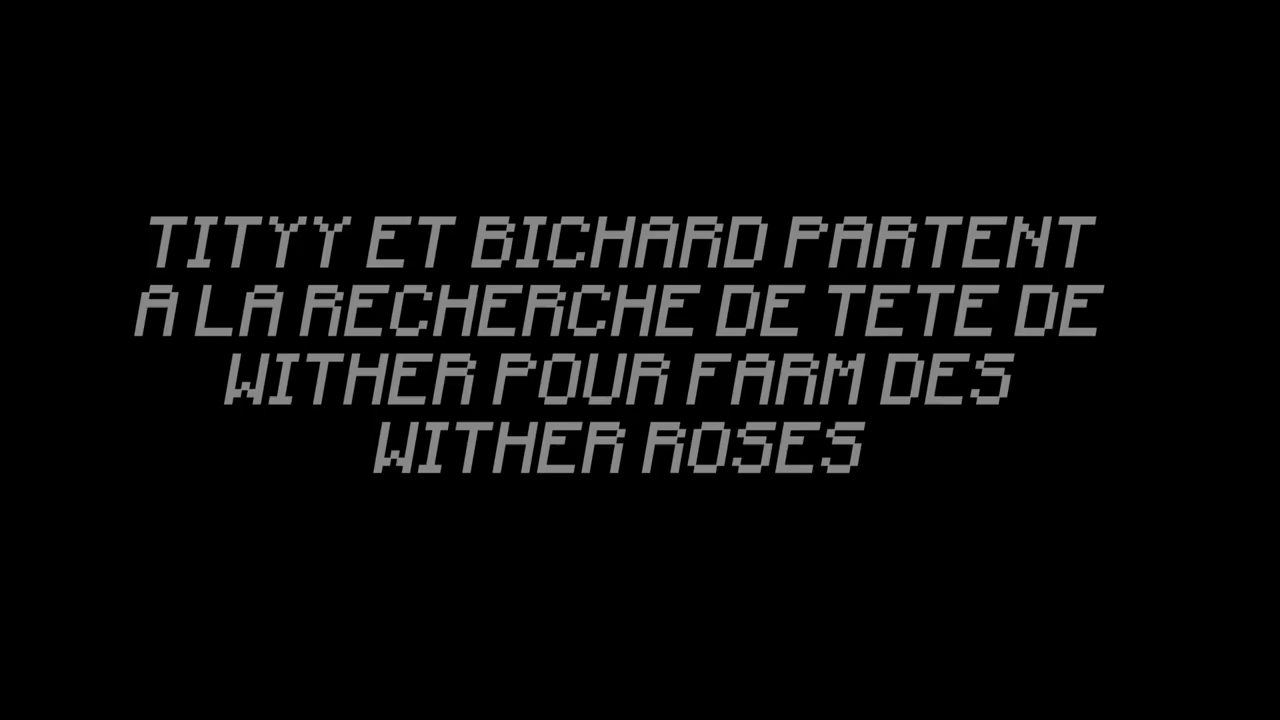 TITYY ET BICHARD PARTENT
A LA RECHERCHE DE TETE DE
WITHER POUR FARM DES
WITHER ROSES